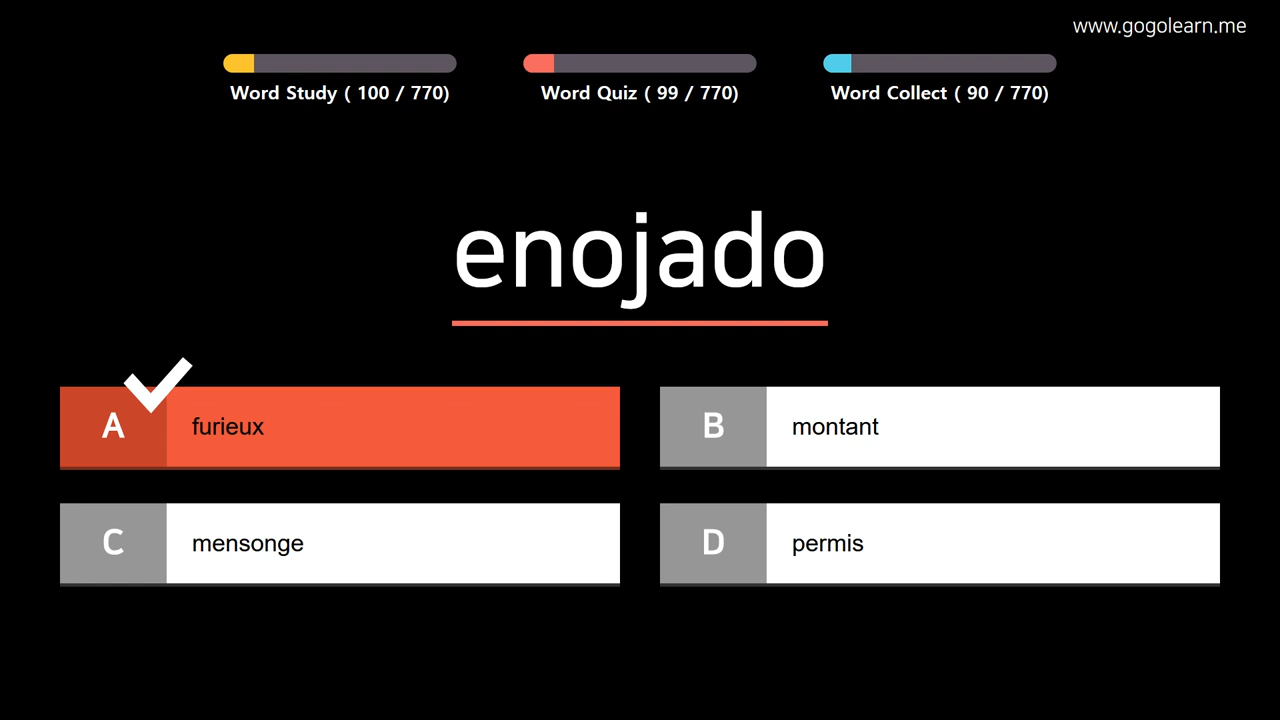 www.gogolearn.me
Word Study ( 100 / 770)
Word Quiz ( 99 / 770)
Word Collect ( 90 / 770)
enojado
A furieux
B montant
C mensonge
D permis